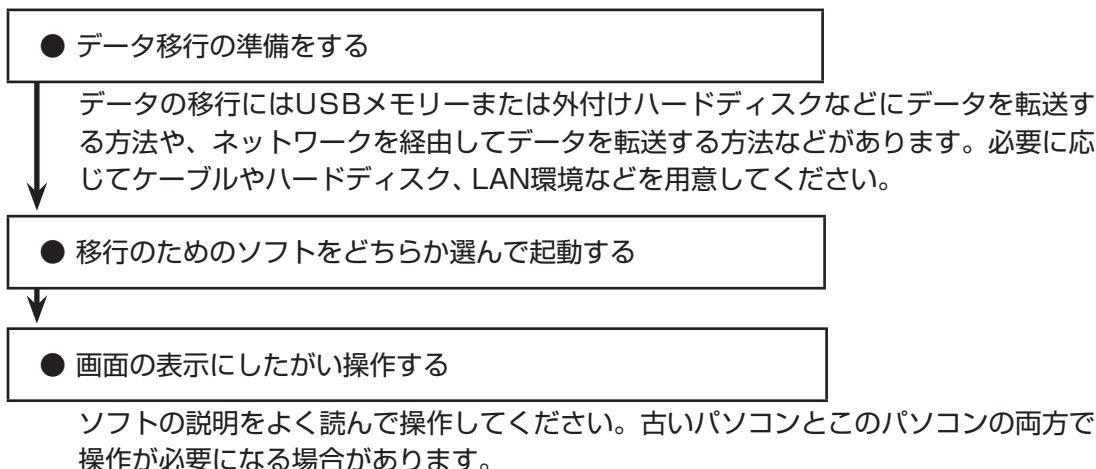 ● データ移行の準備をする
データの移行にはUSBメモリーまたは外付けハードディスクなどにデータを転送す
る方法や、ネットワークを経由してデータを転送する方法などがあります。必要に応
じてケーブルやハードディスク、LAN環境などを用意してください。
● 移行のためのソフトをどちらか選んで起動する
● 画面の表示にしたがい操作する
ソフトの説明をよく読んで操作してください。古いパソコンとこのパソコンの両方で
操作が必要になる場合があります。